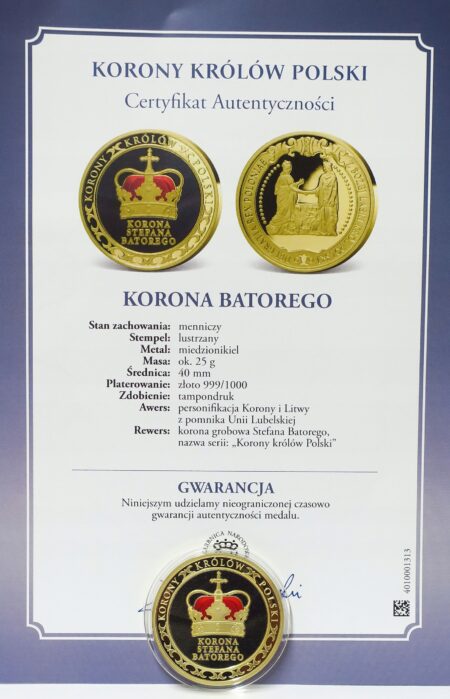 KORONY KRÓLÓW POLSKI
Certyfikat Autentyczności
KORONY KRÓLÓW POLSKI
KORONA
STEFANA
BATOREGO
KORONA BATOREGO
Stan zachowania: menniczy
Stempel: lustrzany
Metal: miedzionikiel
Masa: ok. 25 g
Średnica: 40 mm
Platerowanie: złoto 999/1000
Zdobienie: tampondruk
Awers: personifikacja Korony i Litwy
z pomnika Unii Lubelskiej
Rewers: korona grobowa Stefana Batorego,
nazwa serii: „Korony królów Polski”
GWARANCJA
Niniejszym udzielamy nieograniczonej czasowo
gwarancji autentyczności medalu.
4010001313
KORONY KRÓLÓW POLSKI
KORONA
STEFANA
BATOREGO